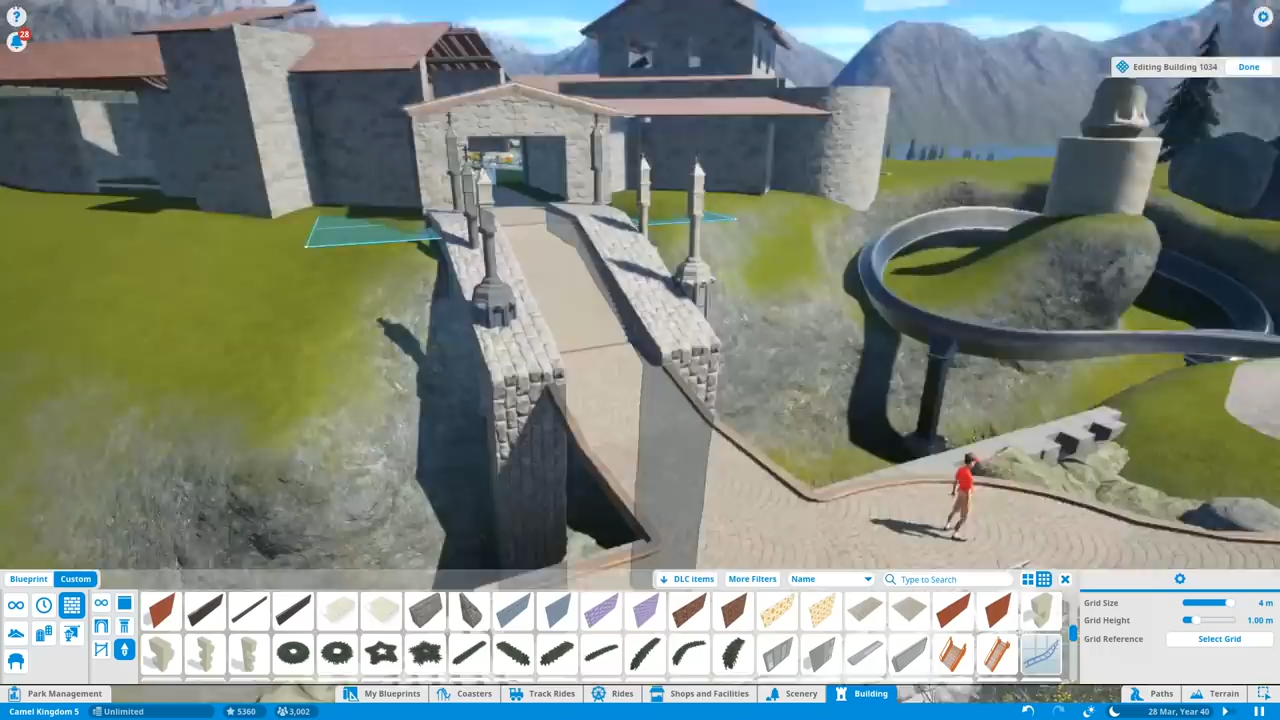 ?
28
Editing Building 1034 Done
Blueprint Custom DLC items More Filters Name Type to Search
Grid Size 4 m
Grid Height 1.00 m
Grid Reference Select Grid
Park Management My Blueprints Coasters Track Rides Rides Shops and Facilities Scenery Building Paths Terrain
Camel Kingdom 5 Unlimited 5360 3,002 28 Mar, Year 40